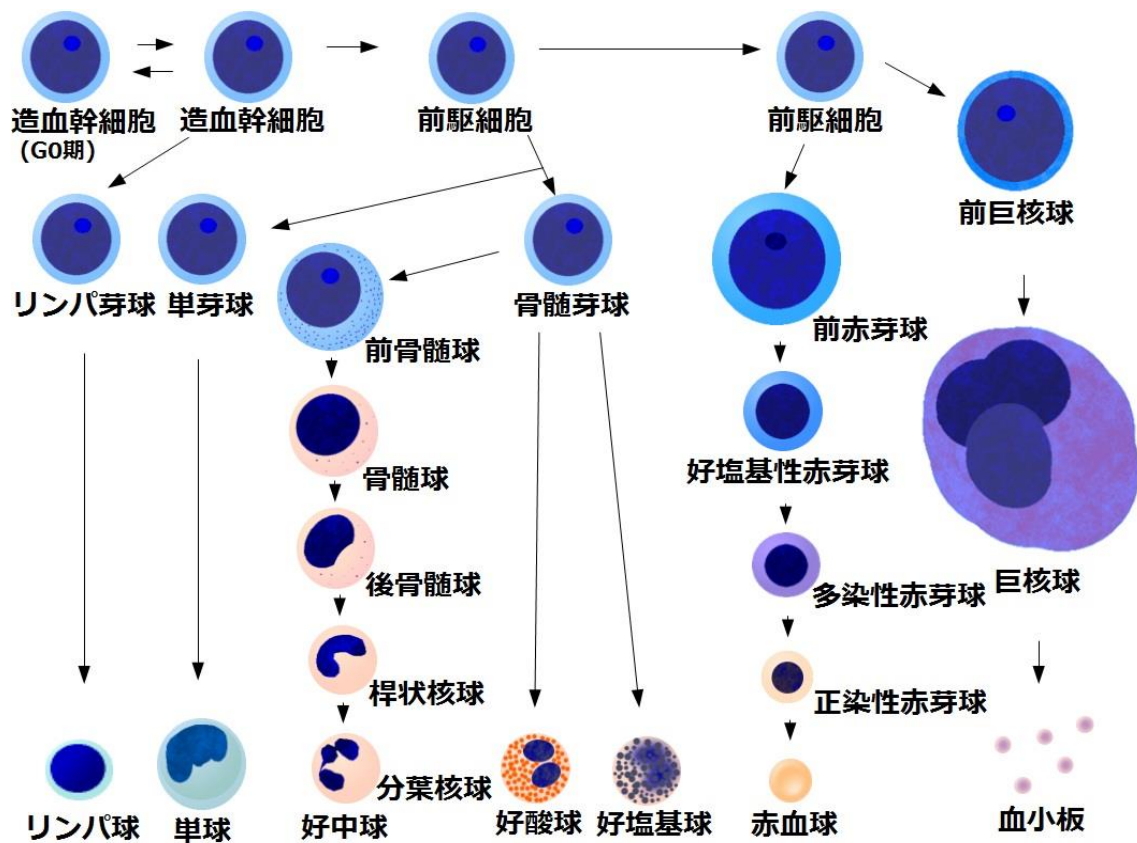 造血幹細胞
(G0期)
造血幹細胞
前駆細胞
前駆細胞
前巨核球
リンパ芽球
単芽球
骨髄芽球
前骨髄球
前赤芽球
骨髄球
好塩基性赤芽球
後骨髄球
多染性赤芽球
巨核球
桿状核球
正染性赤芽球
分葉核球
リンパ球
単球
好中球
好酸球
好塩基球
赤血球
血小板